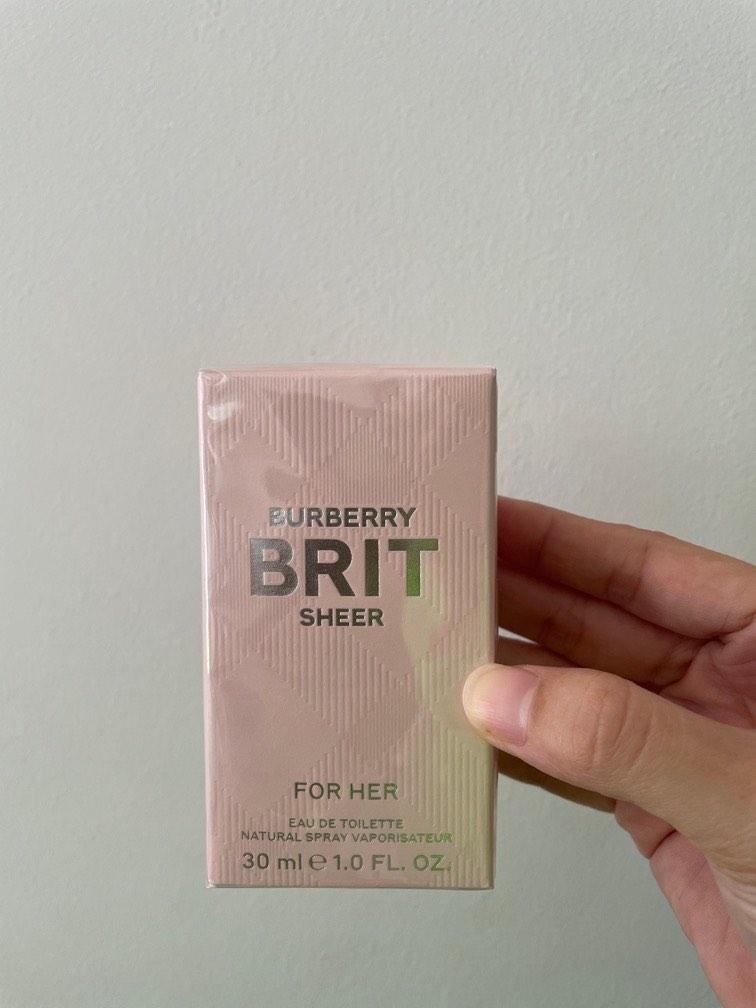 BURBERRY
BRIT
SHEER
FOR HER
EAU DE TOILETTE
NATURAL SPRAY VAPORISATEUR
30 ml ℮ 1.0 FL. OZ.